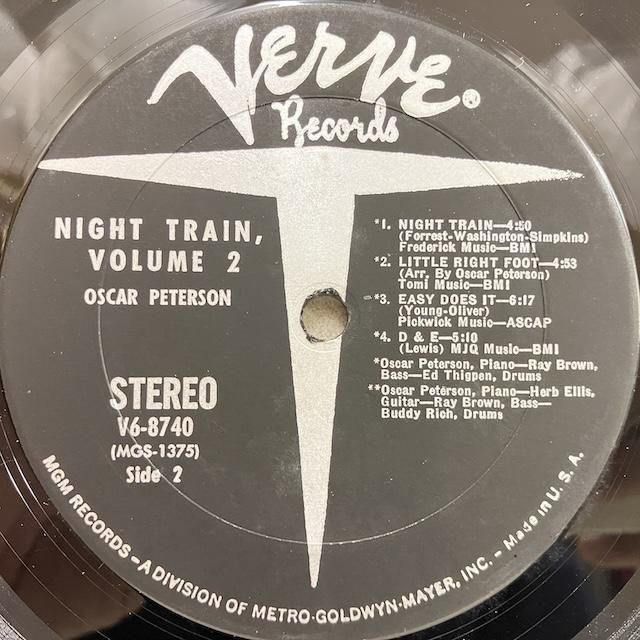 Verve®
Records
NIGHT TRAIN,
VOLUME 2
OSCAR PETERSON
STEREO
V6-8740
(MGS-1375)
Side 2
*1. NIGHT TRAIN—4:50
(Forrest-Washington-Simpkins)
Frederick Music—BMI
*2. LITTLE RIGHT FOOT—4:53
(Arr. By Oscar Peterson)
Tomi Music—BMI
*3. EASY DOES IT—6:17
(Young-Oliver)
Pickwick Music—ASCAP
*4. D & E—5:10
(Lewis) MJQ Music—BMI
*Oscar Peterson, Piano—Ray Brown,
Bass—Ed Thigpen, Drums
**Oscar Peterson, Piano—Herb Ellis,
Guitar—Ray Brown, Bass—
Buddy Rich, Drums
MGM RECORDS – A DIVISION OF METRO-GOLDWYN-MAYER, INC. – Made in U.S.A.